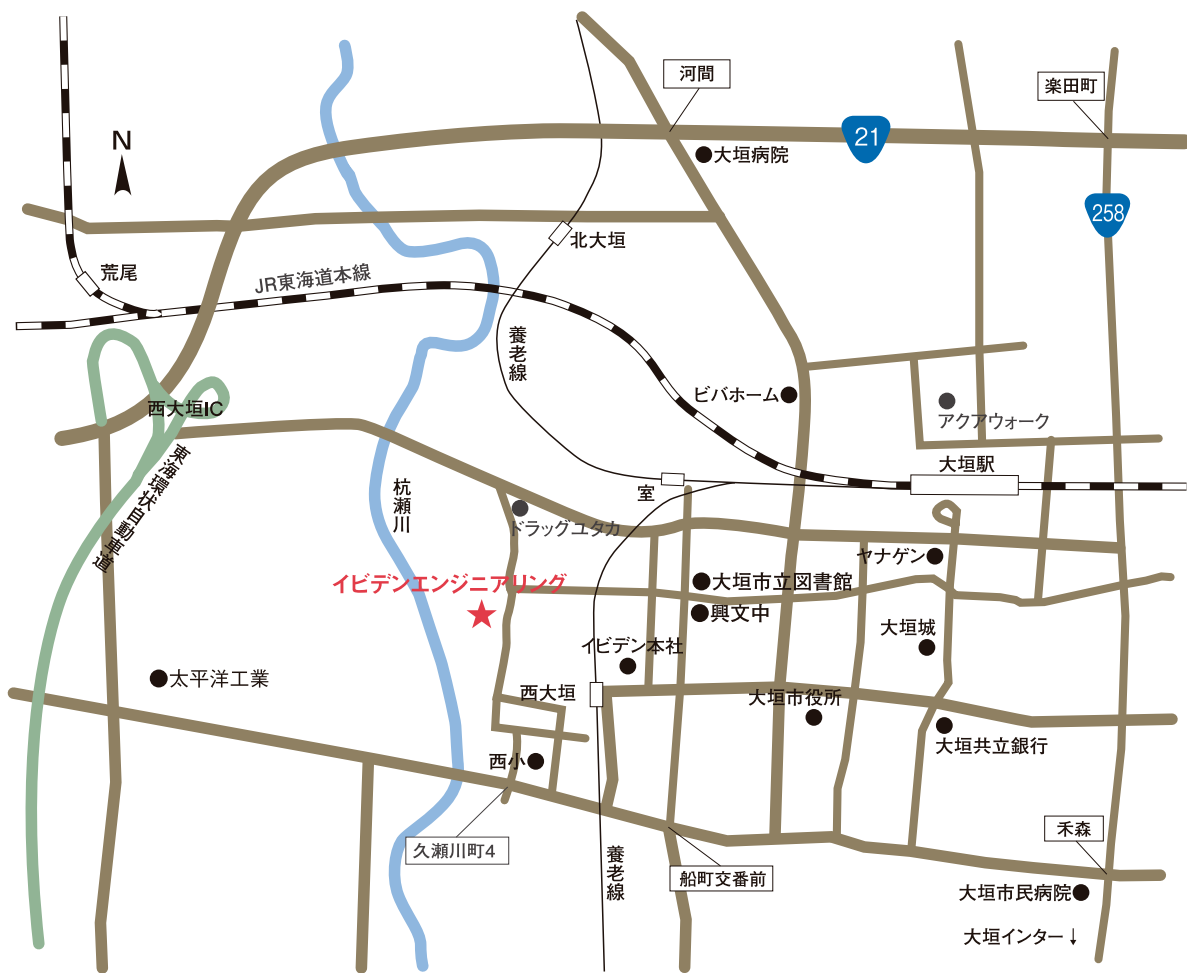 河間
楽田町
N
21
大垣病院
258
北大垣
荒尾
JR東海道本線
養老線
ビバホーム
西大垣IC
アクアウォーク
東海環状自動車道
大垣駅
杭瀬川
室
ドラッグユタカ
ヤナゲン
イビデンエンジニアリング
大垣市立図書館
興文中
大垣城
イビデン本社
太平洋工業
西大垣
大垣市役所
大垣共立銀行
西小
久瀬川町4
養老線
船町交番前
禾森
大垣市民病院
大垣インター↓